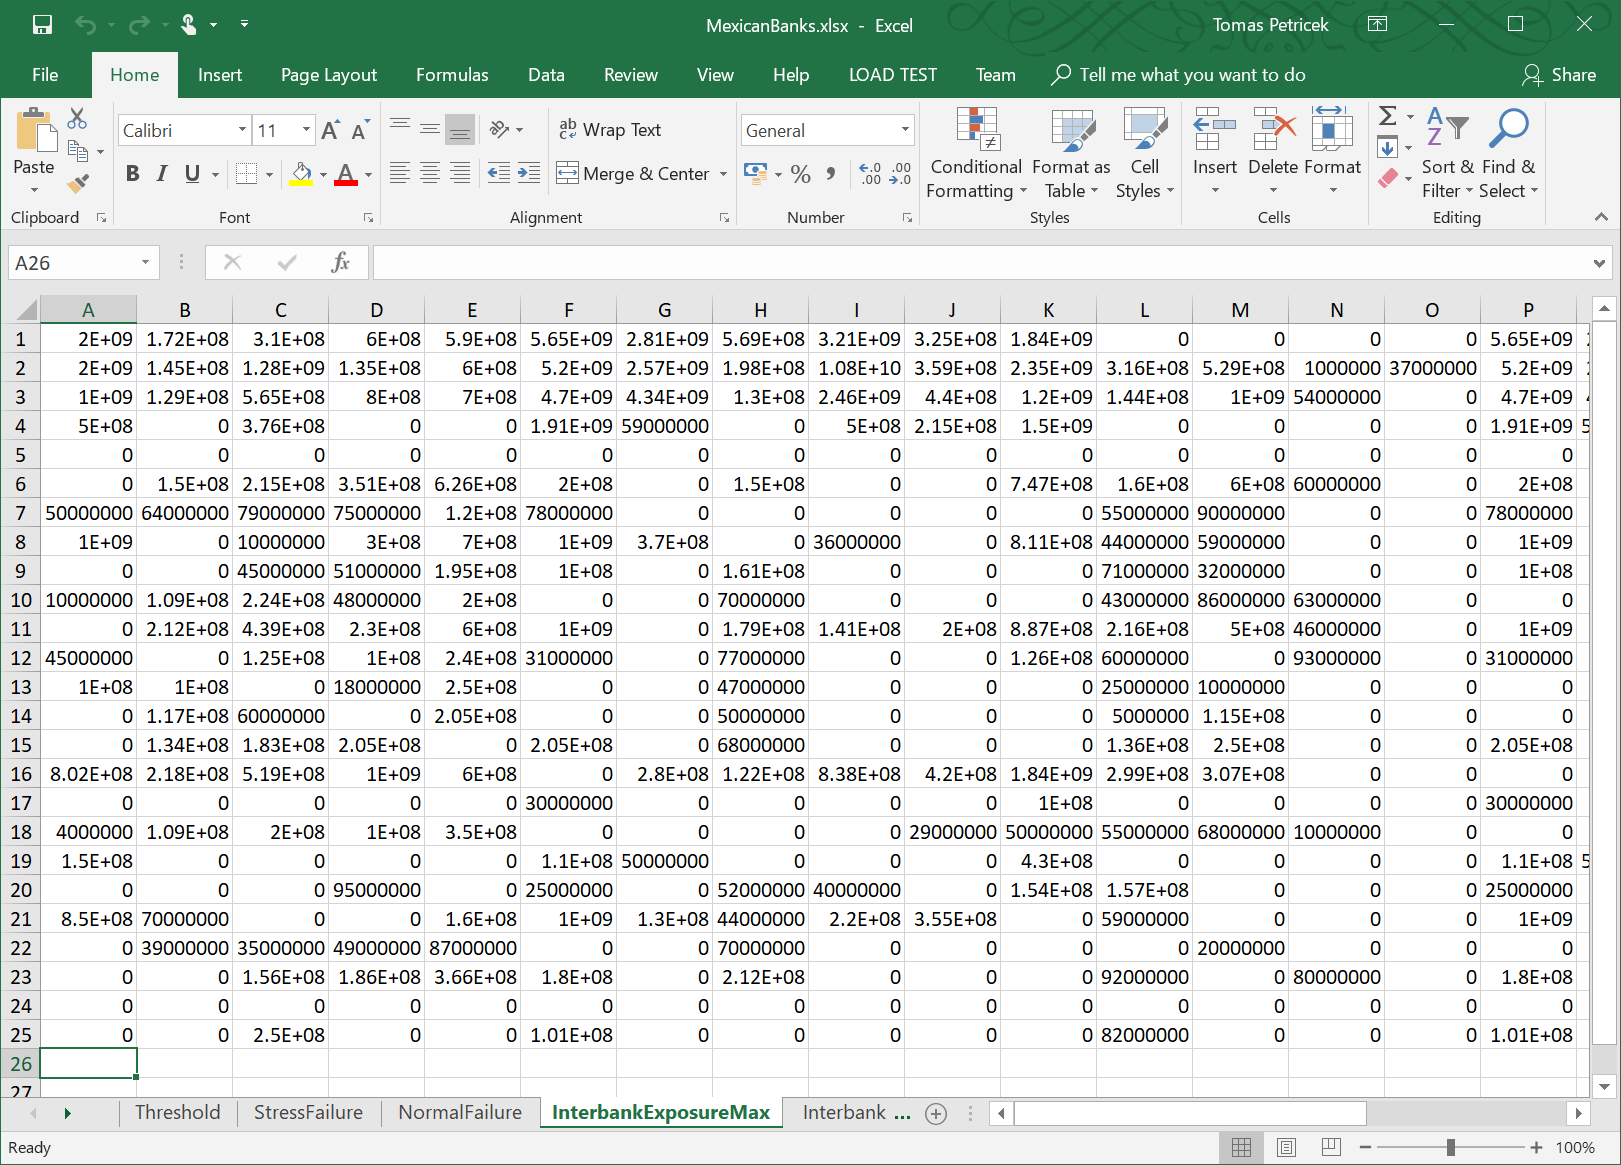 MexicanBanks.xlsx - Excel Tomas Petricek
File Home Insert Page Layout Formulas Data Review View Help LOAD TEST Team Tell me what you want to do Share
Calibri 11 ab Wrap Text General
Paste B I U A Merge & Center % Conditional Formatting Format as Table Cell Styles Insert Delete Format Sort & Filter Find & Select
Clipboard Font Alignment Number Styles Cells Editing
A26 fx
A B C D E F G H I J K L M N O P
1 2E+09 1.72E+08 3.1E+08 6E+08 5.9E+08 5.65E+09 2.81E+09 5.69E+08 3.21E+09 3.25E+08 1.84E+09 0 0 0 0 5.65E+09
2 2E+09 1.45E+08 1.28E+09 1.35E+08 6E+08 5.2E+09 2.57E+09 1.98E+08 1.08E+10 3.59E+08 2.35E+09 3.16E+08 5.29E+08 1000000 37000000 5.2E+09
3 1E+09 1.29E+08 5.65E+08 8E+08 7E+08 4.7E+09 4.34E+09 1.3E+08 2.46E+09 4.4E+08 1.2E+09 1.44E+08 1E+09 54000000 0 4.7E+09
4 5E+08 0 3.76E+08 0 0 1.91E+09 59000000 0 5E+08 2.15E+08 1.5E+09 0 0 0 0 1.91E+09
5 0 0 0 0 0 0 0 0 0 0 0 0 0 0 0 0
6 0 1.5E+08 2.15E+08 3.51E+08 6.26E+08 2E+08 0 1.5E+08 0 0 7.47E+08 1.6E+08 6E+08 60000000 0 2E+08
7 50000000 64000000 79000000 75000000 1.2E+08 78000000 0 0 0 0 0 55000000 90000000 0 0 78000000
8 1E+09 0 10000000 3E+08 7E+08 1E+09 3.7E+08 0 36000000 0 8.11E+08 44000000 59000000 0 0 1E+09
9 0 0 45000000 51000000 1.95E+08 1E+08 0 1.61E+08 0 0 0 71000000 32000000 0 0 1E+08
10 10000000 1.09E+08 2.24E+08 48000000 2E+08 0 0 70000000 0 0 0 43000000 86000000 63000000 0 0
11 0 2.12E+08 4.39E+08 2.3E+08 6E+08 1E+09 0 1.79E+08 1.41E+08 2E+08 8.87E+08 2.16E+08 5E+08 46000000 0 1E+09
12 45000000 0 1.25E+08 1E+08 2.4E+08 31000000 0 77000000 0 0 1.26E+08 60000000 0 93000000 0 31000000
13 1E+08 1E+08 0 18000000 2.5E+08 0 0 47000000 0 0 0 25000000 10000000 0 0 0
14 0 1.17E+08 60000000 0 2.05E+08 0 0 50000000 0 0 0 5000000 1.15E+08 0 0 0
15 0 1.34E+08 1.83E+08 2.05E+08 0 2.05E+08 0 68000000 0 0 0 1.36E+08 2.5E+08 0 0 2.05E+08
16 8.02E+08 2.18E+08 5.19E+08 1E+09 6E+08 0 2.8E+08 1.22E+08 8.38E+08 4.2E+08 1.84E+09 2.99E+08 3.07E+08 0 0 0
17 0 0 0 0 0 30000000 0 0 0 0 1E+08 0 0 0 0 30000000
18 4000000 1.09E+08 2E+08 1E+08 3.5E+08 0 0 0 0 29000000 50000000 55000000 68000000 10000000 0 0
19 1.5E+08 0 0 0 0 1.1E+08 50000000 0 0 0 4.3E+08 0 0 0 0 1.1E+08
20 0 0 0 95000000 0 25000000 0 52000000 40000000 0 1.54E+08 1.57E+08 0 0 0 25000000
21 8.5E+08 70000000 0 0 1.6E+08 1E+09 1.3E+08 44000000 2.2E+08 3.55E+08 0 59000000 0 0 0 1E+09
22 0 39000000 35000000 49000000 87000000 0 0 70000000 0 0 0 0 20000000 0 0 0
23 0 0 1.56E+08 1.86E+08 3.66E+08 1.8E+08 0 2.12E+08 0 0 0 92000000 0 80000000 0 1.8E+08
24 0 0 0 0 0 0 0 0 0 0 0 0 0 0 0 0
25 0 0 2.5E+08 0 0 1.01E+08 0 0 0 0 0 82000000 0 0 0 1.01E+08
26
27
Threshold StressFailure NormalFailure InterbankExposureMax Interbank ...
Ready 100%